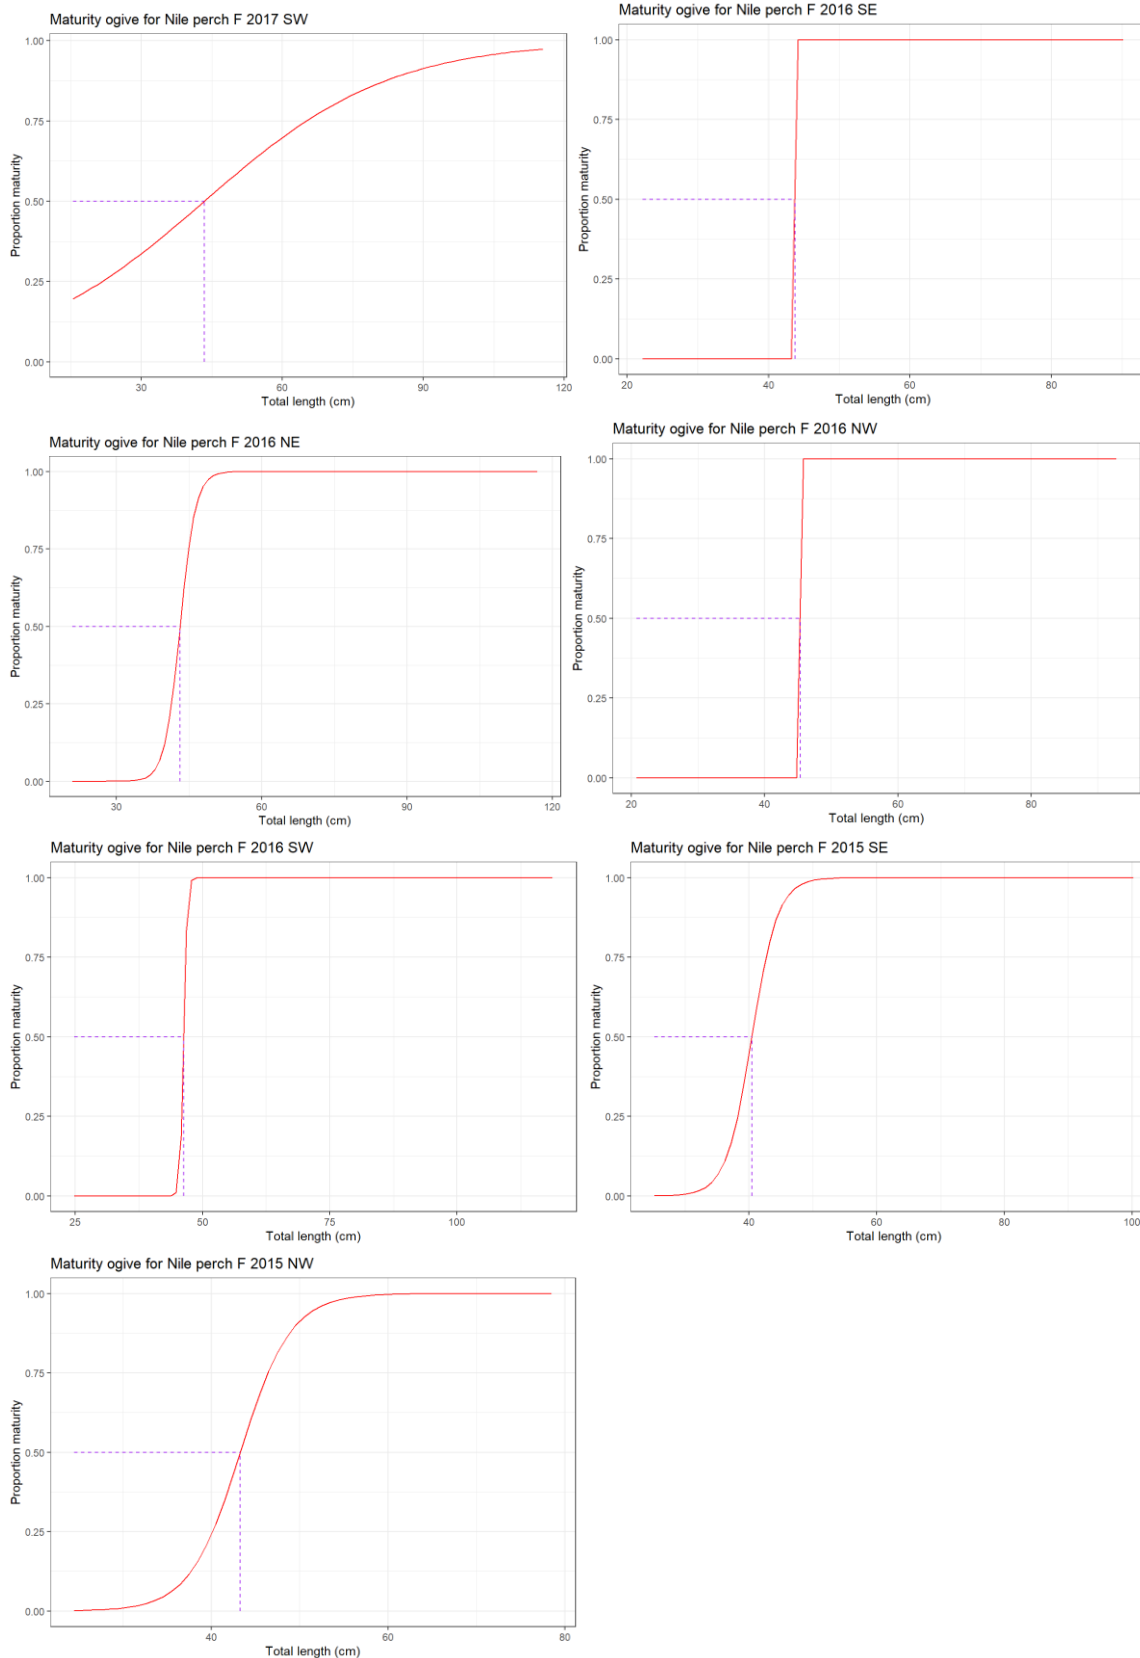 Maturity ogive for Nile perch F 2017 SW
1.00
0.75
0.50
0.25
0.00
Proportion maturity
30 60 90 120
Total length (cm)
Maturity ogive for Nile perch F 2016 SE
1.00
0.75
0.50
0.25
0.00
Proportion maturity
20 40 60 80
Total length (cm)
Maturity ogive for Nile perch F 2016 NE
1.00
0.75
0.50
0.25
0.00
Proportion maturity
30 60 90 120
Total length (cm)
Maturity ogive for Nile perch F 2016 NW
1.00
0.75
0.50
0.25
0.00
Proportion maturity
20 40 60 80
Total length (cm)
Maturity ogive for Nile perch F 2016 SW
1.00
0.75
0.50
0.25
0.00
Proportion maturity
25 50 75 100
Total length (cm)
Maturity ogive for Nile perch F 2015 SE
1.00
0.75
0.50
0.25
0.00
Proportion maturity
40 60 80 100
Total length (cm)
Maturity ogive for Nile perch F 2015 NW
1.00
0.75
0.50
0.25
0.00
Proportion maturity
40 60 80
Total length (cm)